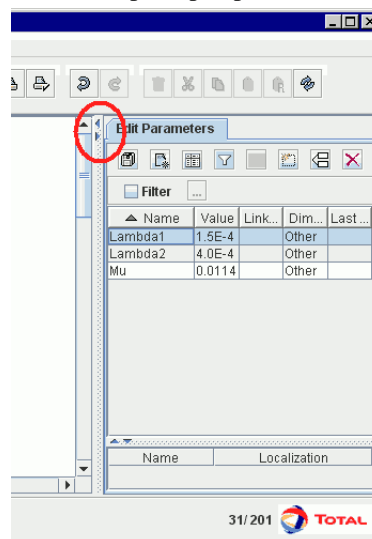 Edit Parameters
Filter ...
Name Value Link... Dim... Last ...
Lambda1 1.5E-4 Other
Lambda2 4.0E-4 Other
Mu 0.0114 Other
Name Localization
31/201 TOTAL